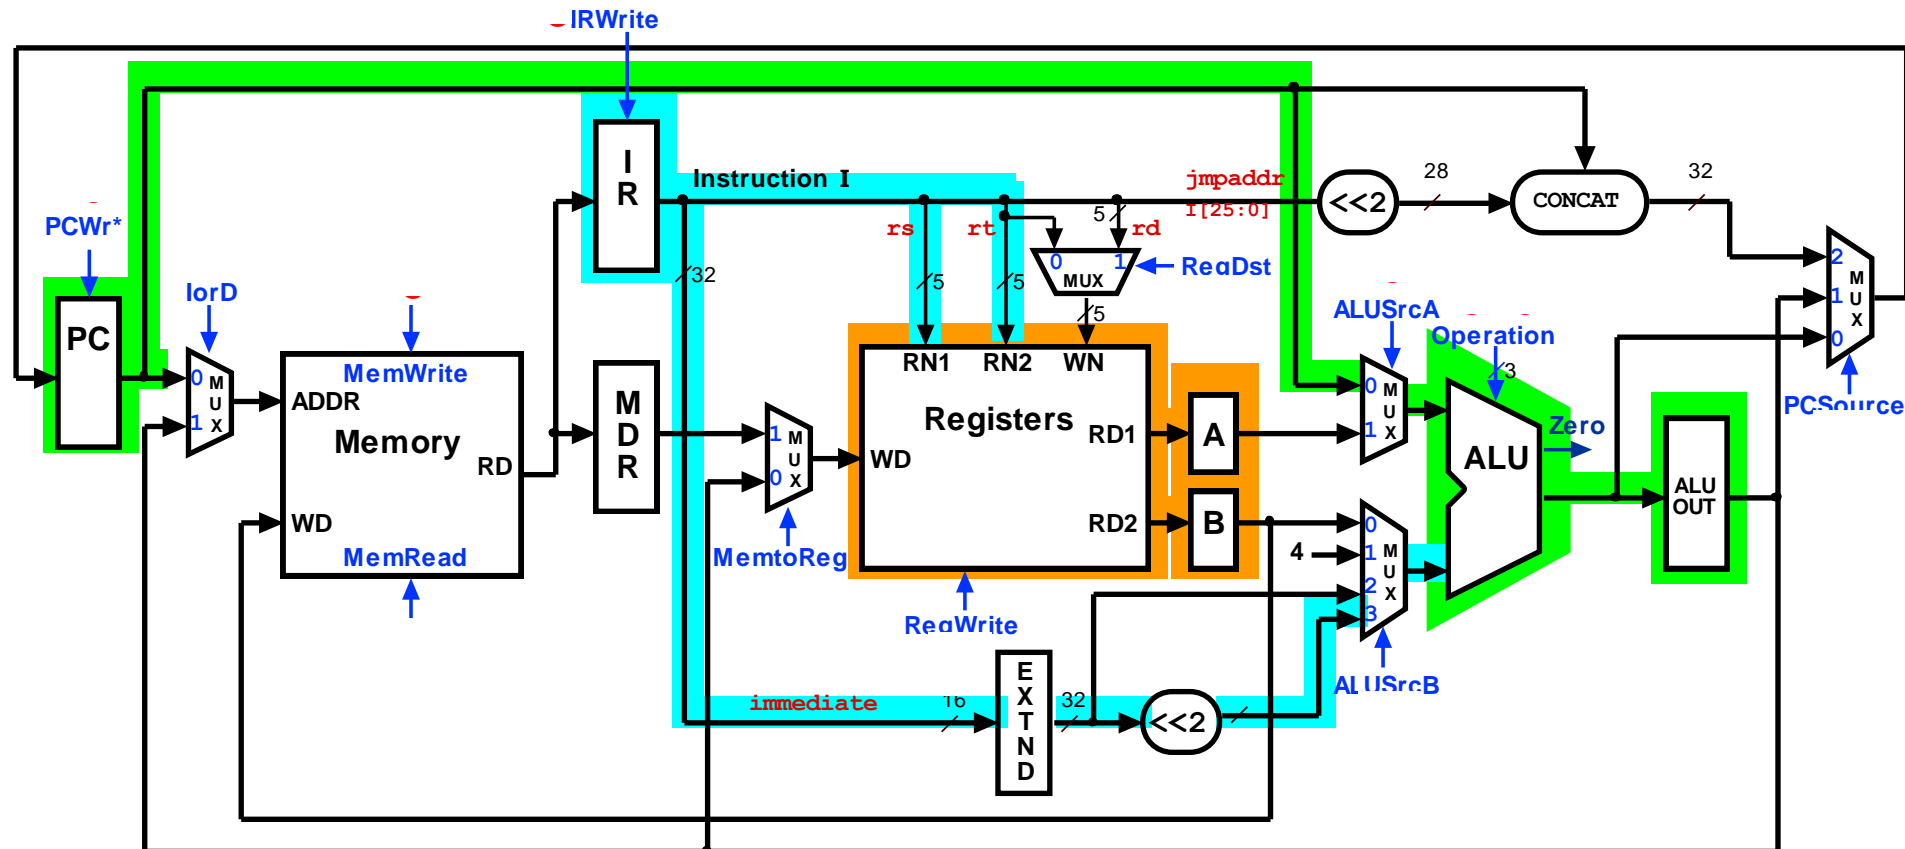 IRWrite
I
R
Instruction I
jmpaddr
I[25:0]
<<2
28
CONCAT
32
rs
rt
5
rd
PCWr*
PC
IorD
0
1
M
U
X
MemWrite
ADDR
Memory
RD
WD
MemRead
32
5
5
0
1
MUX
RegDst
5
M
D
R
1
0
M
U
X
MemtoReg
RN1
RN2
WN
Registers
RD1
WD
RD2
RegWrite
A
B
ALUSrcA
0
1
M
U
X
4
0
1
2
3
M
U
X
ALUSrcB
Operation
3
ALU
Zero
ALU
OUT
2
1
0
M
U
X
PCSource
immediate
16
E
X
T
N
D
32
<<2